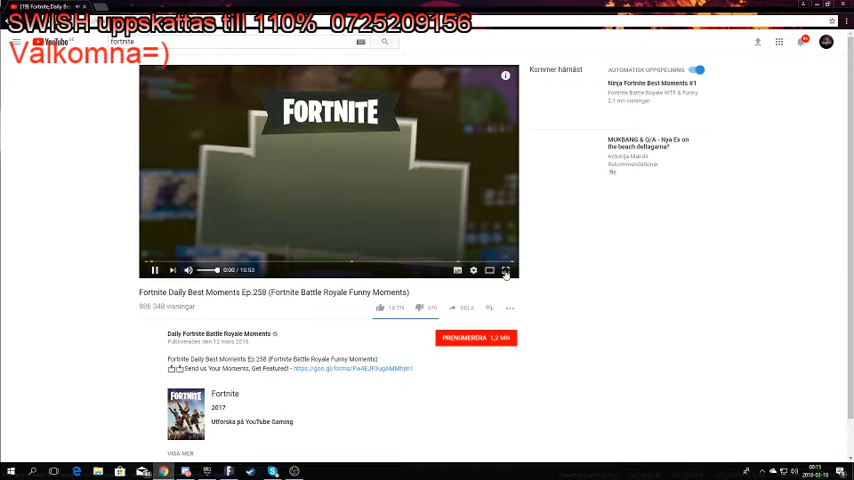 (19) Fortnite Daily Be
SWISH uppskattas till 110% 0725209156
Välkomna=)
YouTube
fortnite
FORTNITE
0:00 / 10:53
Kommer härnäst
AUTOMATISK UPPSPELNING
Ninja Fortnite Best Moments #1
Fortnite Battle Royale WTF & Funny
2,1 mn visningar
MUKBANG & Q/A - Nya Ex on
the beach deltagarna?
Rekommendationer
Ny
Fortnite Daily Best Moments Ep.258 (Fortnite Battle Royale Funny Moments)
986 348 visningar
DELA
Daily Fortnite Battle Royale Moments
Publicerades den 12 mars 2018
PRENUMERERA 1,2 MN
Fortnite Daily Best Moments Ep.258 (Fortnite Battle Royale Funny Moments)
Send us Your Moments, Get Featured! -
FORTNITE
Fortnite
2017
Utforska på YouTube Gaming
VISA MER
00:15